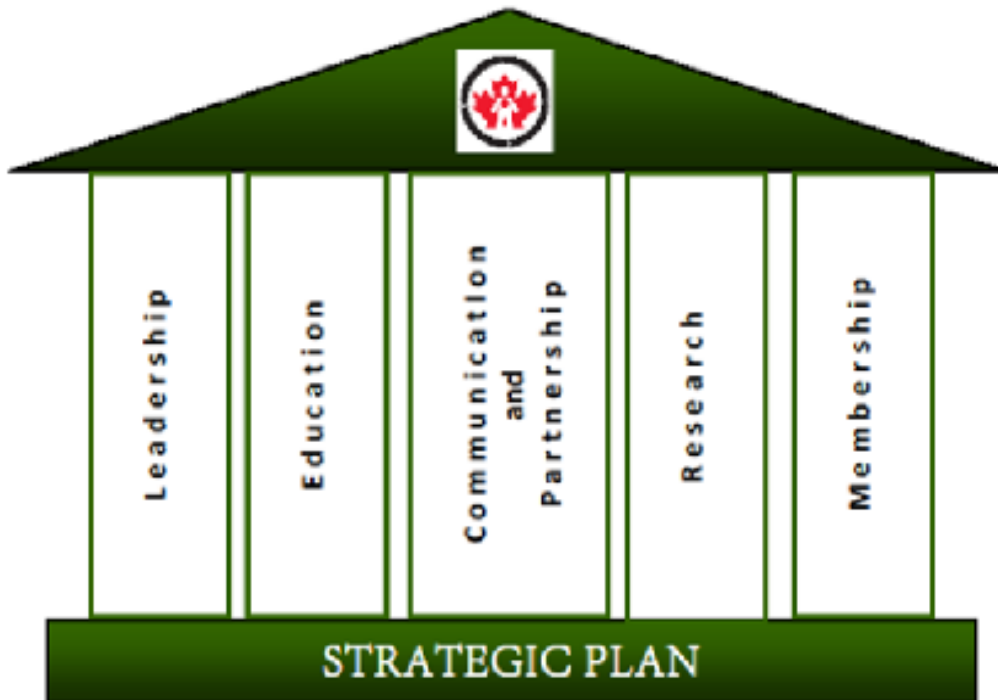 Leadership
Education
Communication
and
Partnership
Research
Membership
STRATEGIC PLAN